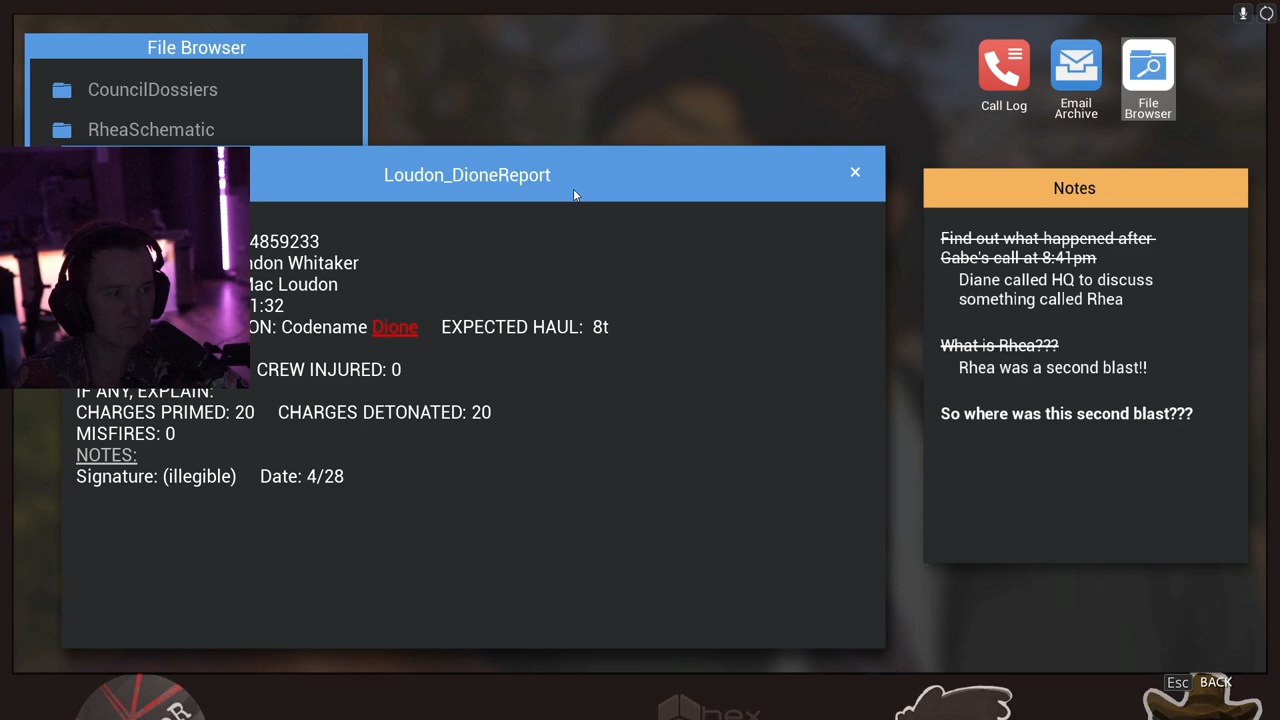 File Browser
CouncilDossiers
RheaSchematic
Call Log
Email
Archive
File
Browser
Loudon_DioneReport
×
4859233
ndon Whitaker
Mac Loudon
1:32
ON: Codename Dione EXPECTED HAUL: 8t
CREW INJURED: 0
IF ANY, EXPLAIN:
CHARGES PRIMED: 20 CHARGES DETONATED: 20
MISFIRES: 0
NOTES:
Signature: (illegible) Date: 4/28
Notes
Find out what happened after
Gabe's call at 8:41pm
Diane called HQ to discuss
something called Rhea
What is Rhea???
Rhea was a second blast!!
So where was this second blast???
Esc BACK
hex